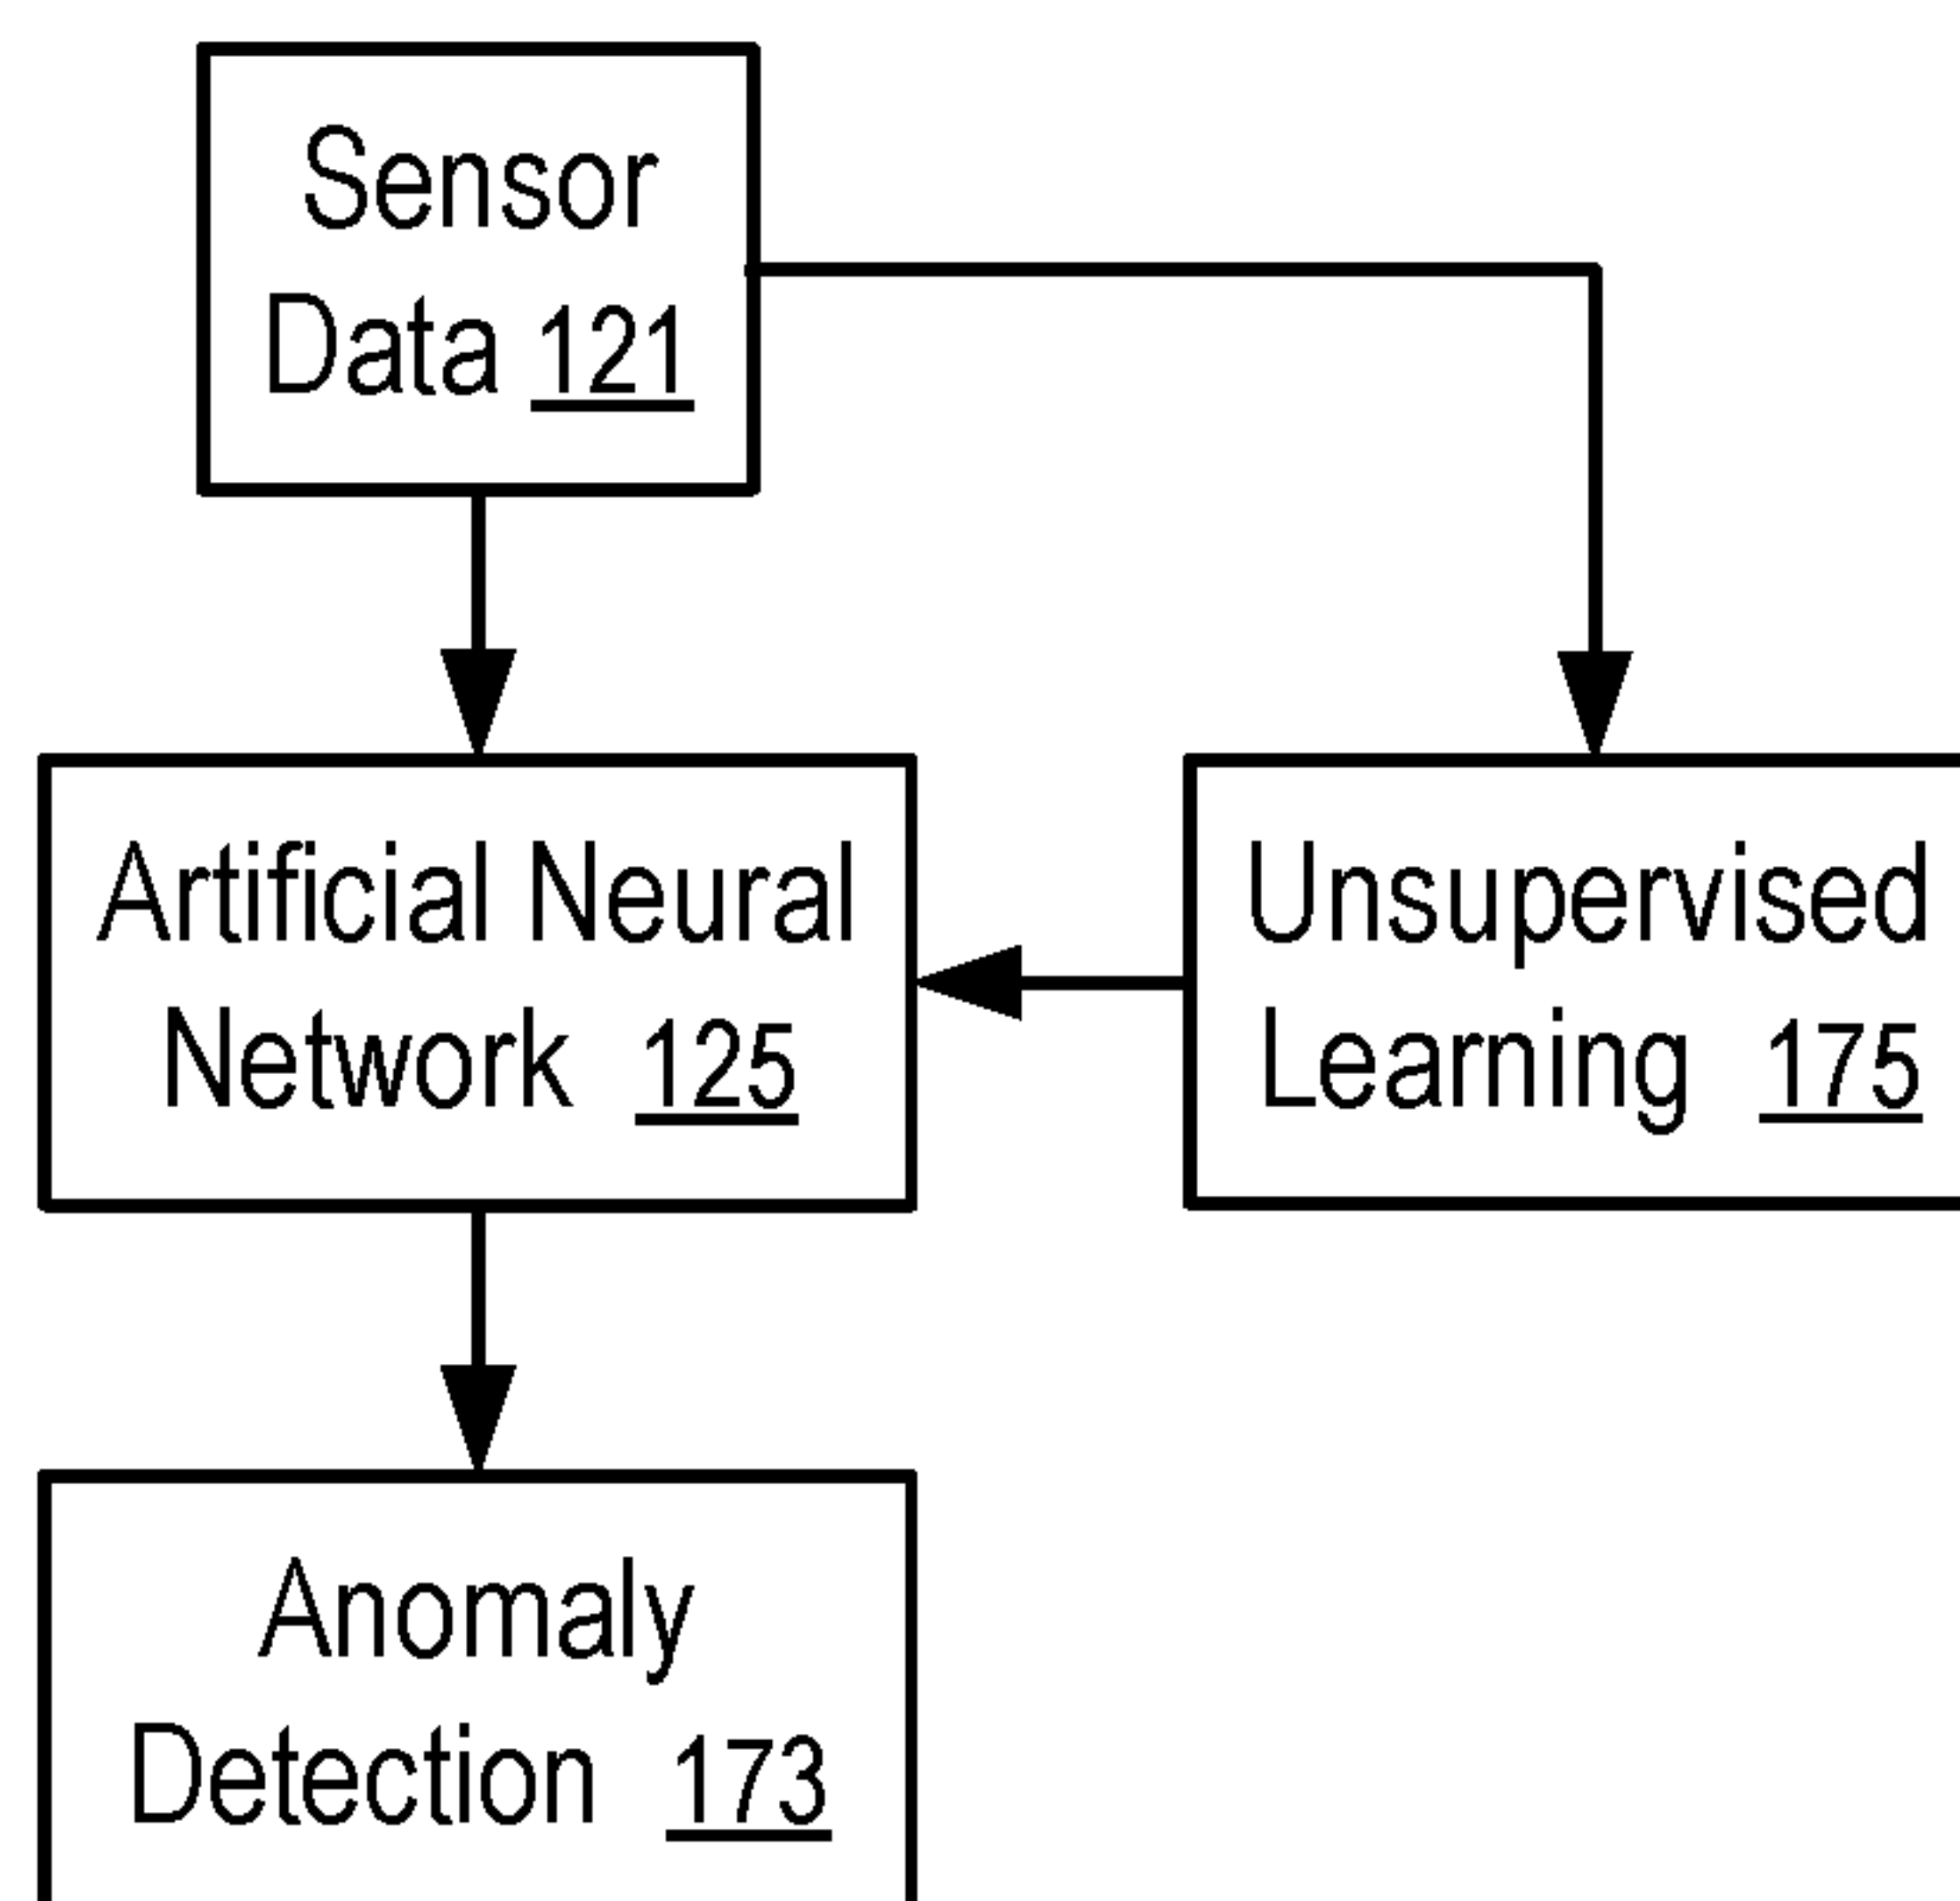 Sensor
Data 121
Artificial Neural
Network 125
Unsupervised
Learning 175
Anomaly
Detection 173